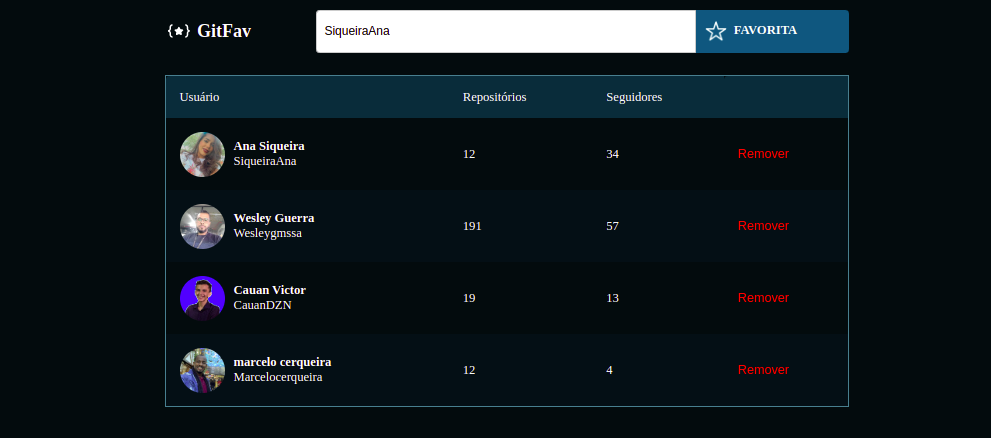 GitFav
SiqueiraAna
FAVORITA
Usuário Repositórios Seguidores
Ana Siqueira
SiqueiraAna
12 34 Remover
Wesley Guerra
Wesleygmssa
191 57 Remover
Cauan Victor
CauanDZN
19 13 Remover
marcelo cerqueira
Marcelocerqueira
12 4 Remover